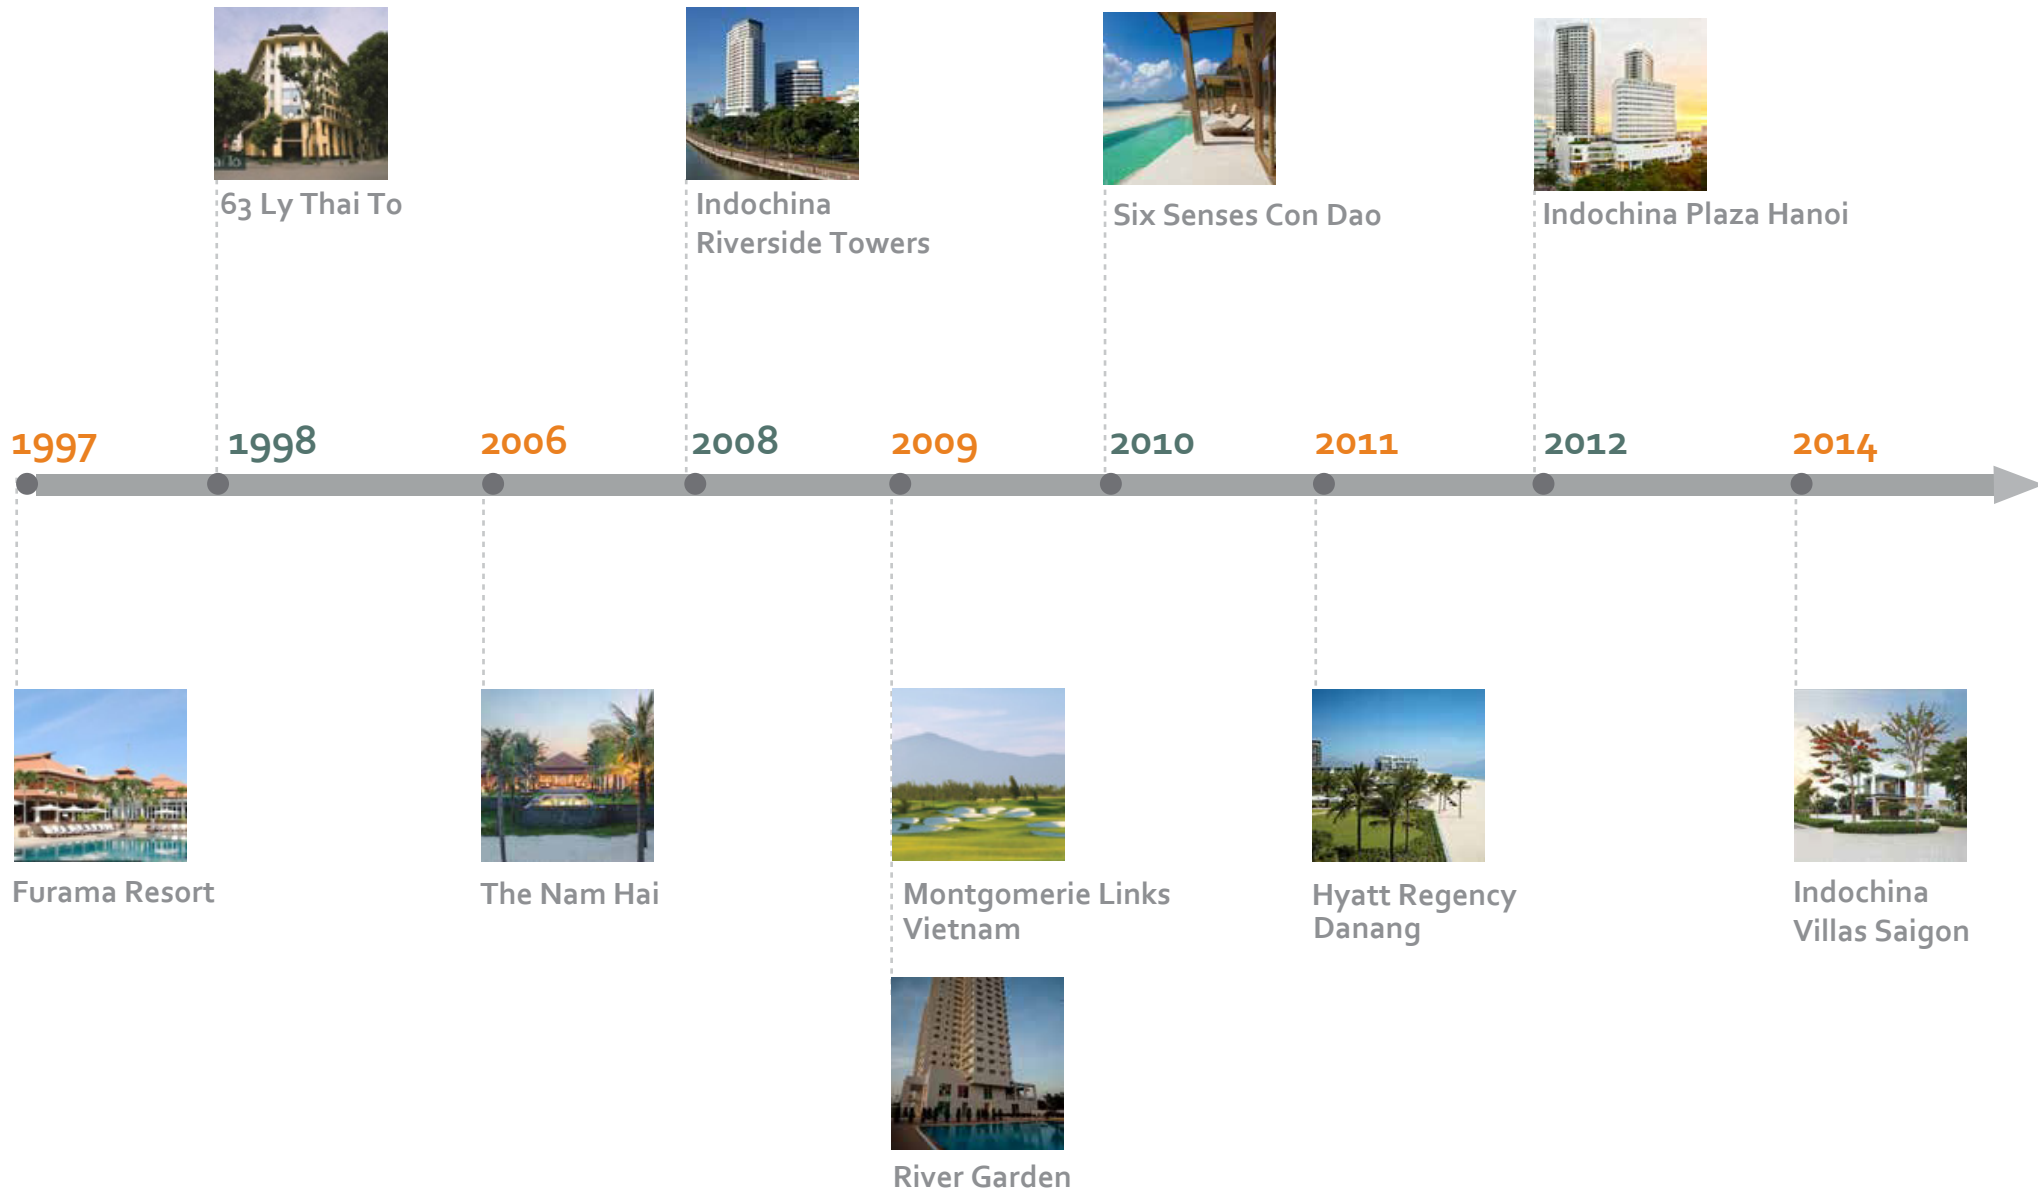 63 Ly Thai To
Indochina
Riverside Towers
Six Senses Con Dao
Indochina Plaza Hanoi
1997
1998
2006
2008
2009
2010
2011
2012
2014
Furama Resort
The Nam Hai
Montgomerie Links
Vietnam
Hyatt Regency
Danang
Indochina
Villas Saigon
River Garden